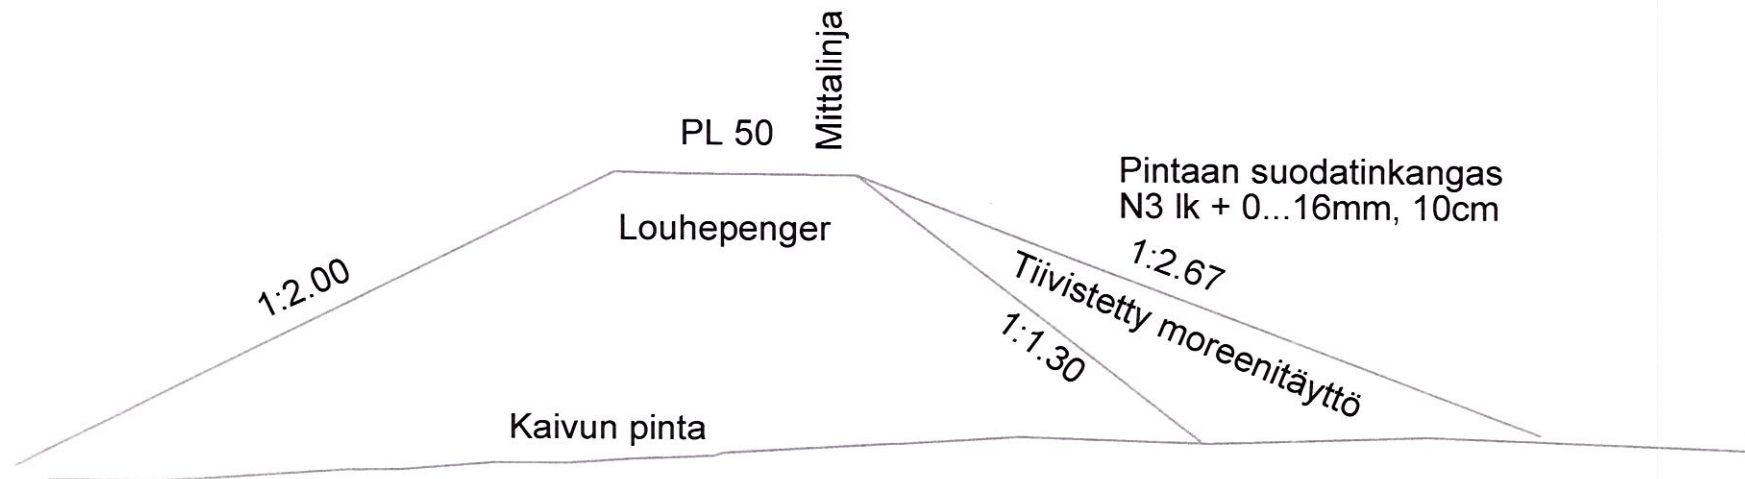 Mittalinja
PL 50
Pintaan suodatinkangas
N3 lk + 0...16mm, 10cm
Louhepenger
1:2.00
1:2.67
Tiivistetty moreenitäyttö
1:1.30
Kaivun pinta